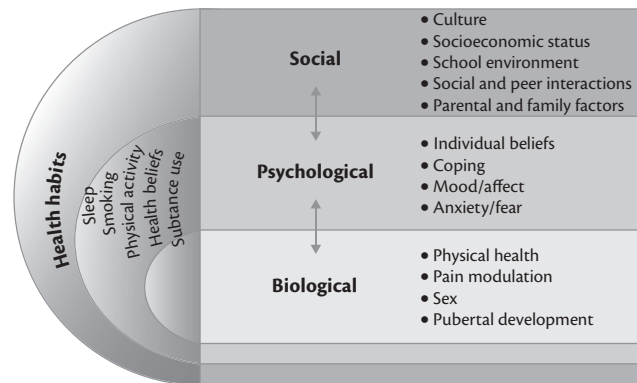 Health habits
Sleep
Smoking
Physical activity
Health beliefs
Subtance use
Social
• Culture
• Socioeconomic status
• School environment
• Social and peer interactions
• Parental and family factors
Psychological
• Individual beliefs
• Coping
• Mood/affect
• Anxiety/fear
Biological
• Physical health
• Pain modulation
• Sex
• Pubertal development